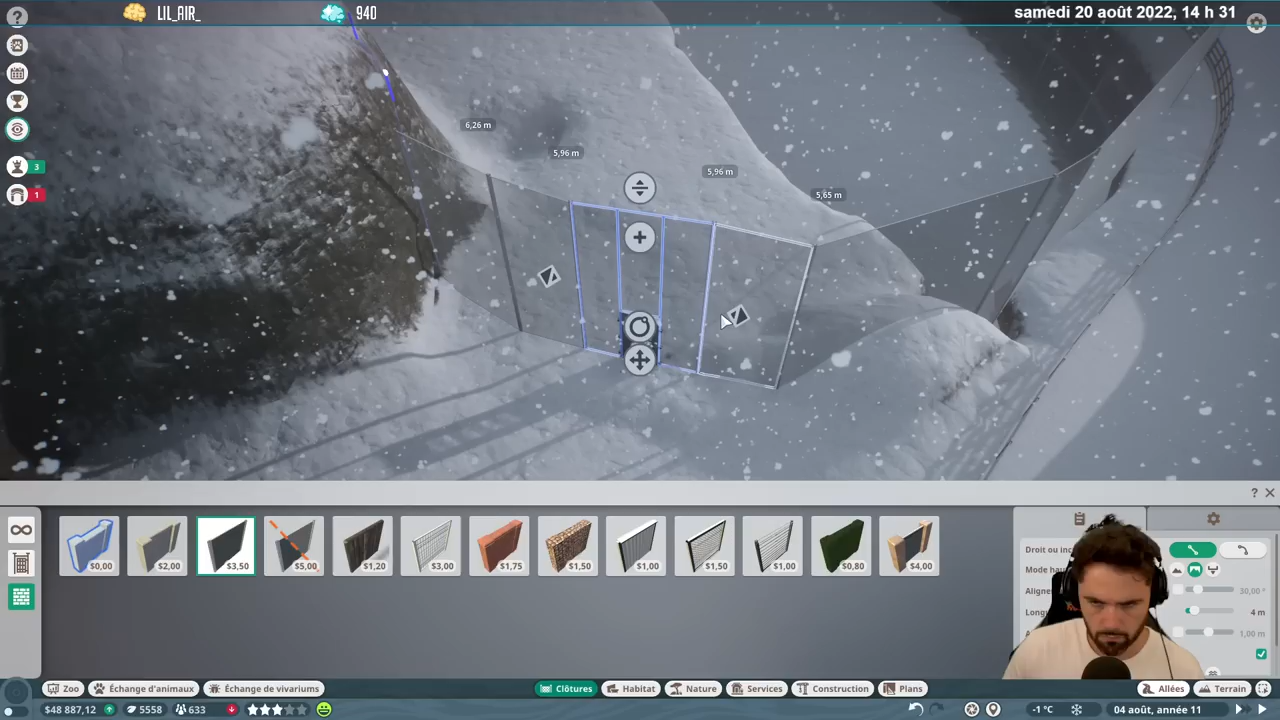 ? LIL_AIR_ 940 samedi 20 août 2022, 14 h 31
3
1
6,26 m
5,96 m
5,96 m
5,65 m
?
$0,00 $2,00 $3,50 $5,00 $1,20 $3,00 $1,75 $1,50 $1,00 $1,50 $1,00 $0,80 $4,00
Droit ou inc
30,00 °
4 m
1,00 m
Zoo Échange d'animaux Échange de vivariums Clôtures Habitat Nature Services Construction Plans Allées Terrain
$48 887,12 5558 633 -1 °C 04 août, année 11